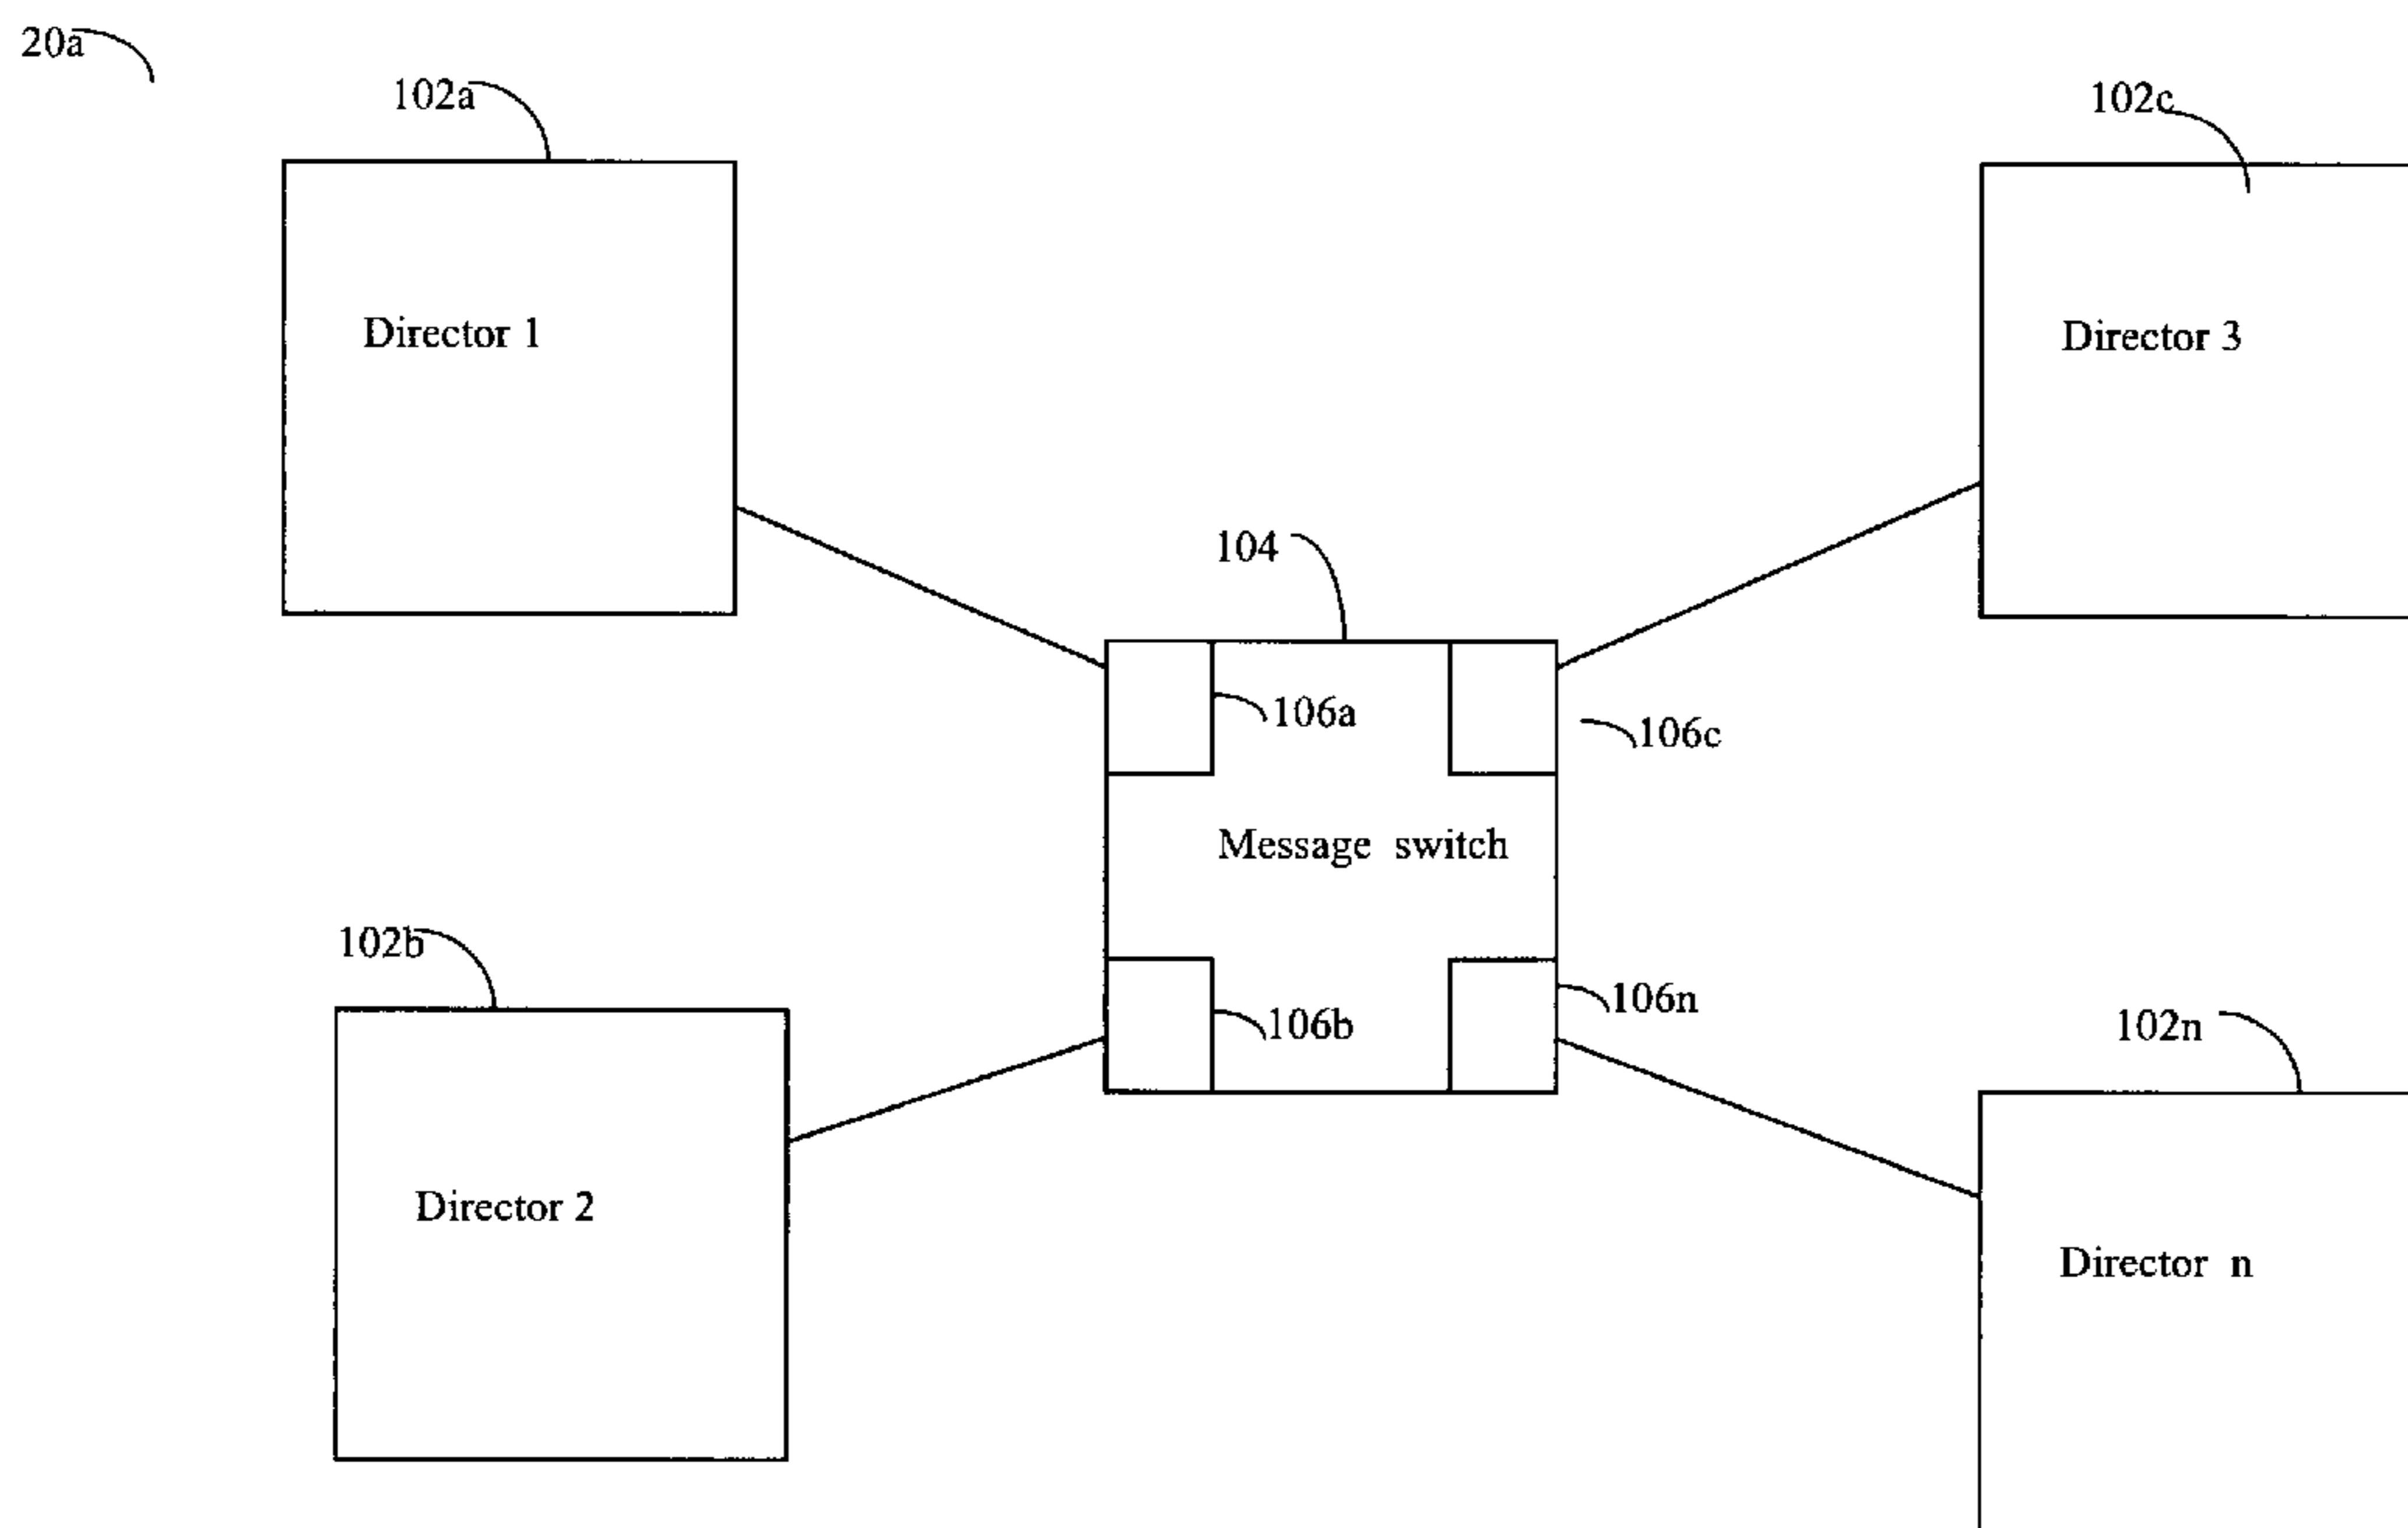 20a
102a
102c
Director 1
Director 3
104
106a
106c
Message switch
102b
106n
106b
102n
Director 2
Director n